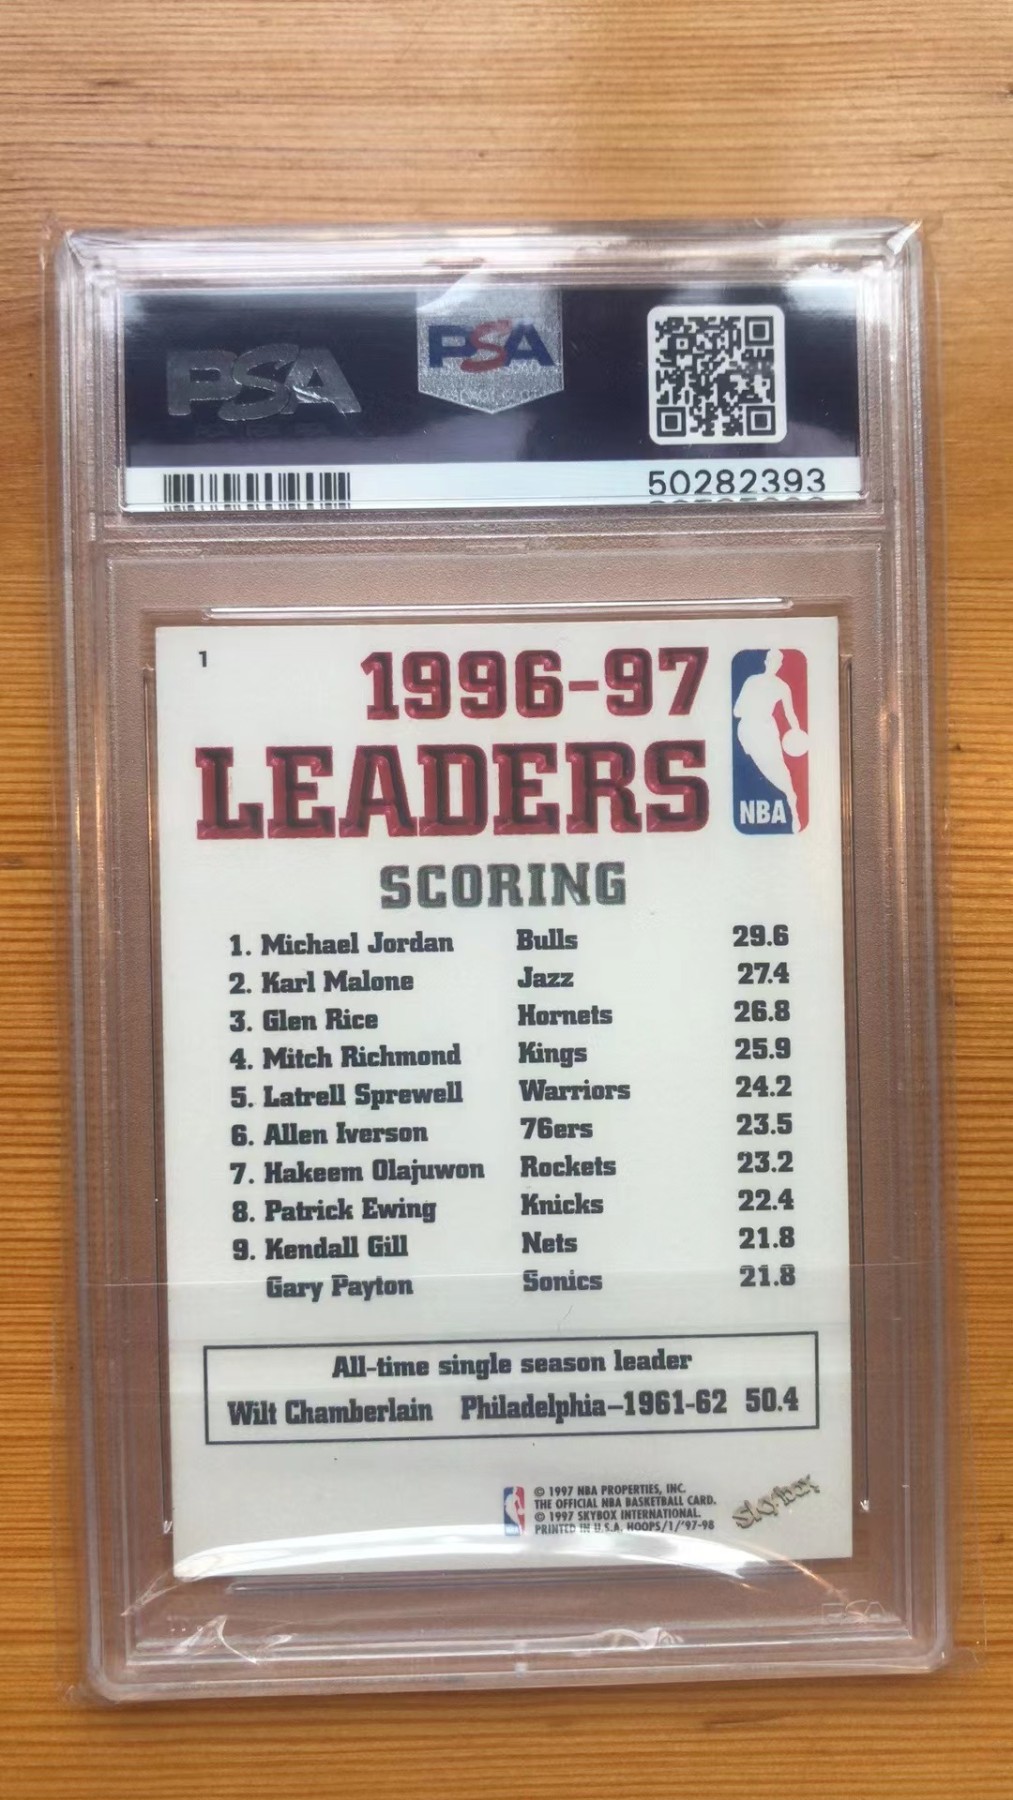 PSA
PSA
50282393
1
1996-97
LEADERS
NBA
SCORING
1. Michael Jordan Bulls 29.6
2. Karl Malone Jazz 27.4
3. Glen Rice Hornets 26.8
4. Mitch Richmond Kings 25.9
5. Latrell Sprewell Warriors 24.2
6. Allen Iverson 76ers 23.5
7. Hakeem Olajuwon Rockets 23.2
8. Patrick Ewing Knicks 22.4
9. Kendall Gill Nets 21.8
Gary Payton Sonics 21.8
All-time single season leader
Wilt Chamberlain Philadelphia–1961-62 50.4
© 1997 NBA PROPERTIES, INC.
THE OFFICIAL NBA BASKETBALL CARD.
© 1997 SKYBOX INTERNATIONAL.
PRINTED IN U.S.A. HOOPS/1/'97-98
SkyBox
PSA